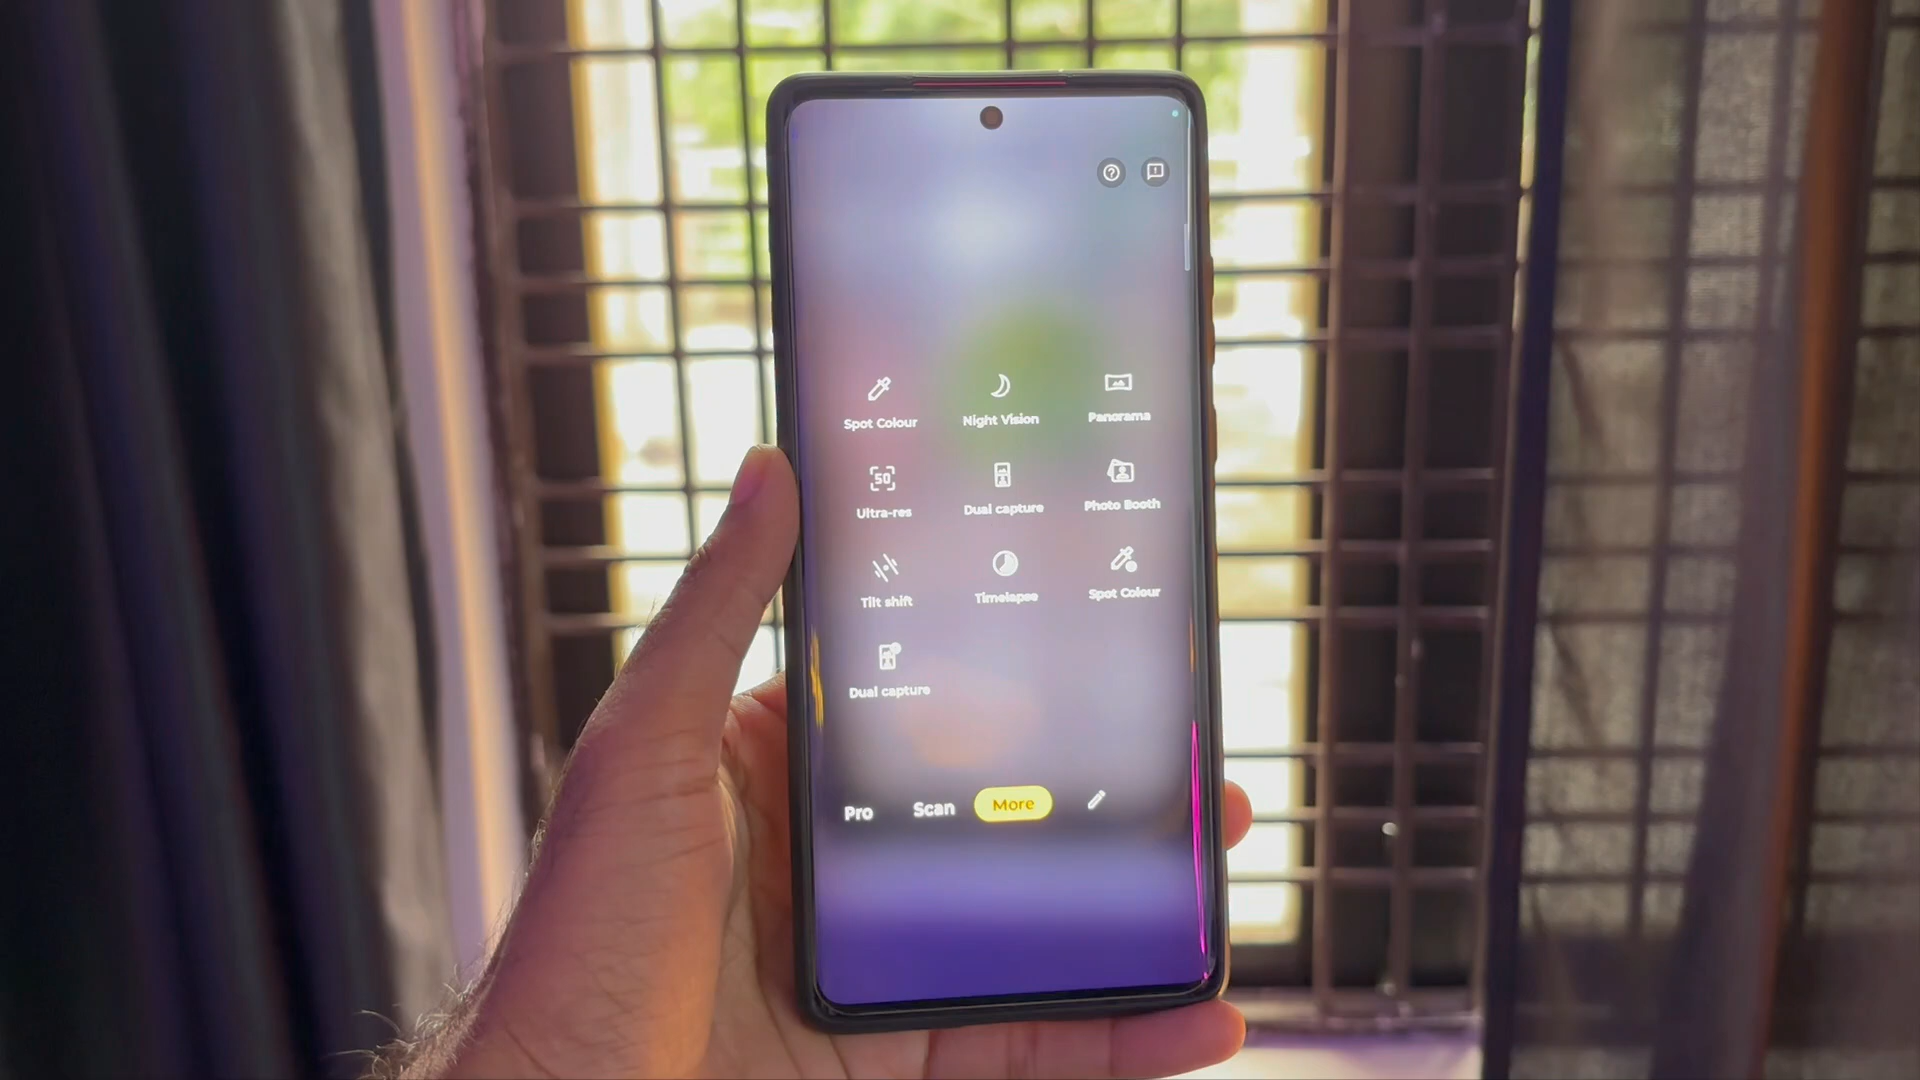 Spot Colour
Night Vision
Panorama
50
Ultra-res
Dual capture
Photo Booth
Tilt shift
Timelapse
Spot Colour
Dual capture
Pro
Scan
More